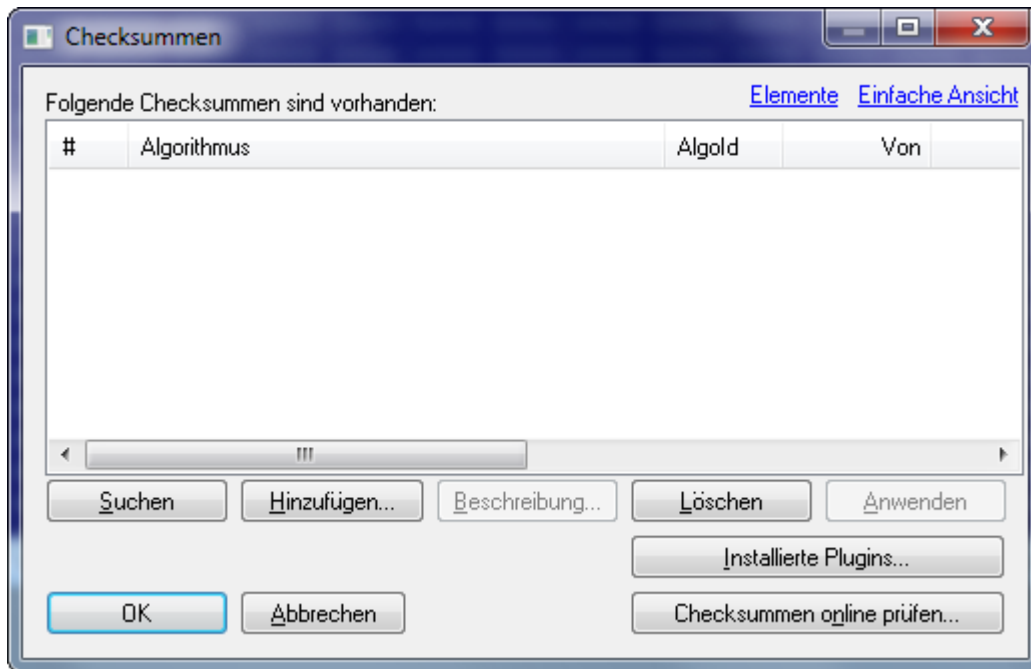 Checksummen
Folgende Checksummen sind vorhanden: Elemente Einfache Ansicht
# Algorithmus AlgoId Von
Suchen Hinzufügen... Beschreibung... Löschen Anwenden
Installierte Plugins...
OK Abbrechen Checksummen online prüfen...